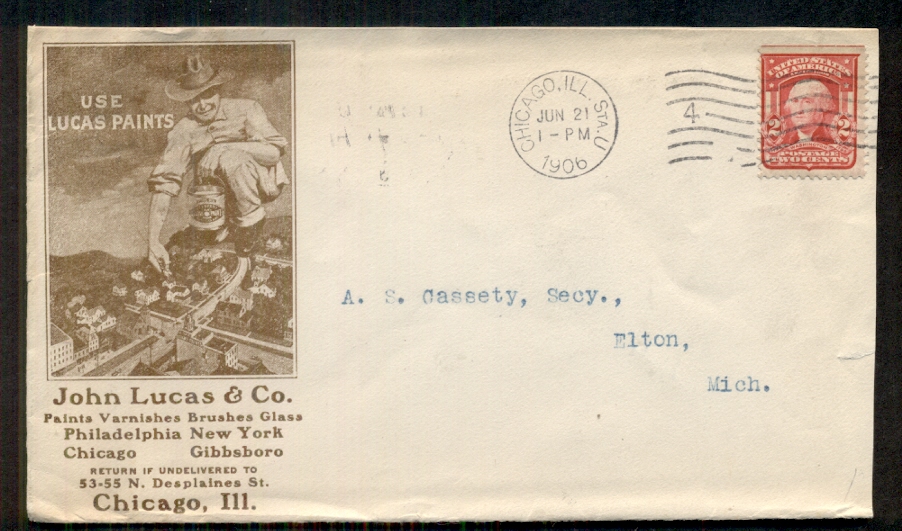 USE
LUCAS PAINTS
John Lucas & Co.
Paints Varnishes Brushes Glass
Philadelphia New York
Chicago Gibbsboro
RETURN IF UNDELIVERED TO
53-55 N. Desplaines St.
Chicago, Ill.
CHICAGO, ILL. STA. U
JUN 21
1 - PM
1906
4
UNITED STATES
OF AMERICA
2 2
POSTAGE
TWO CENTS
A. S. Cassety, Secy.,
Elton,
Mich.